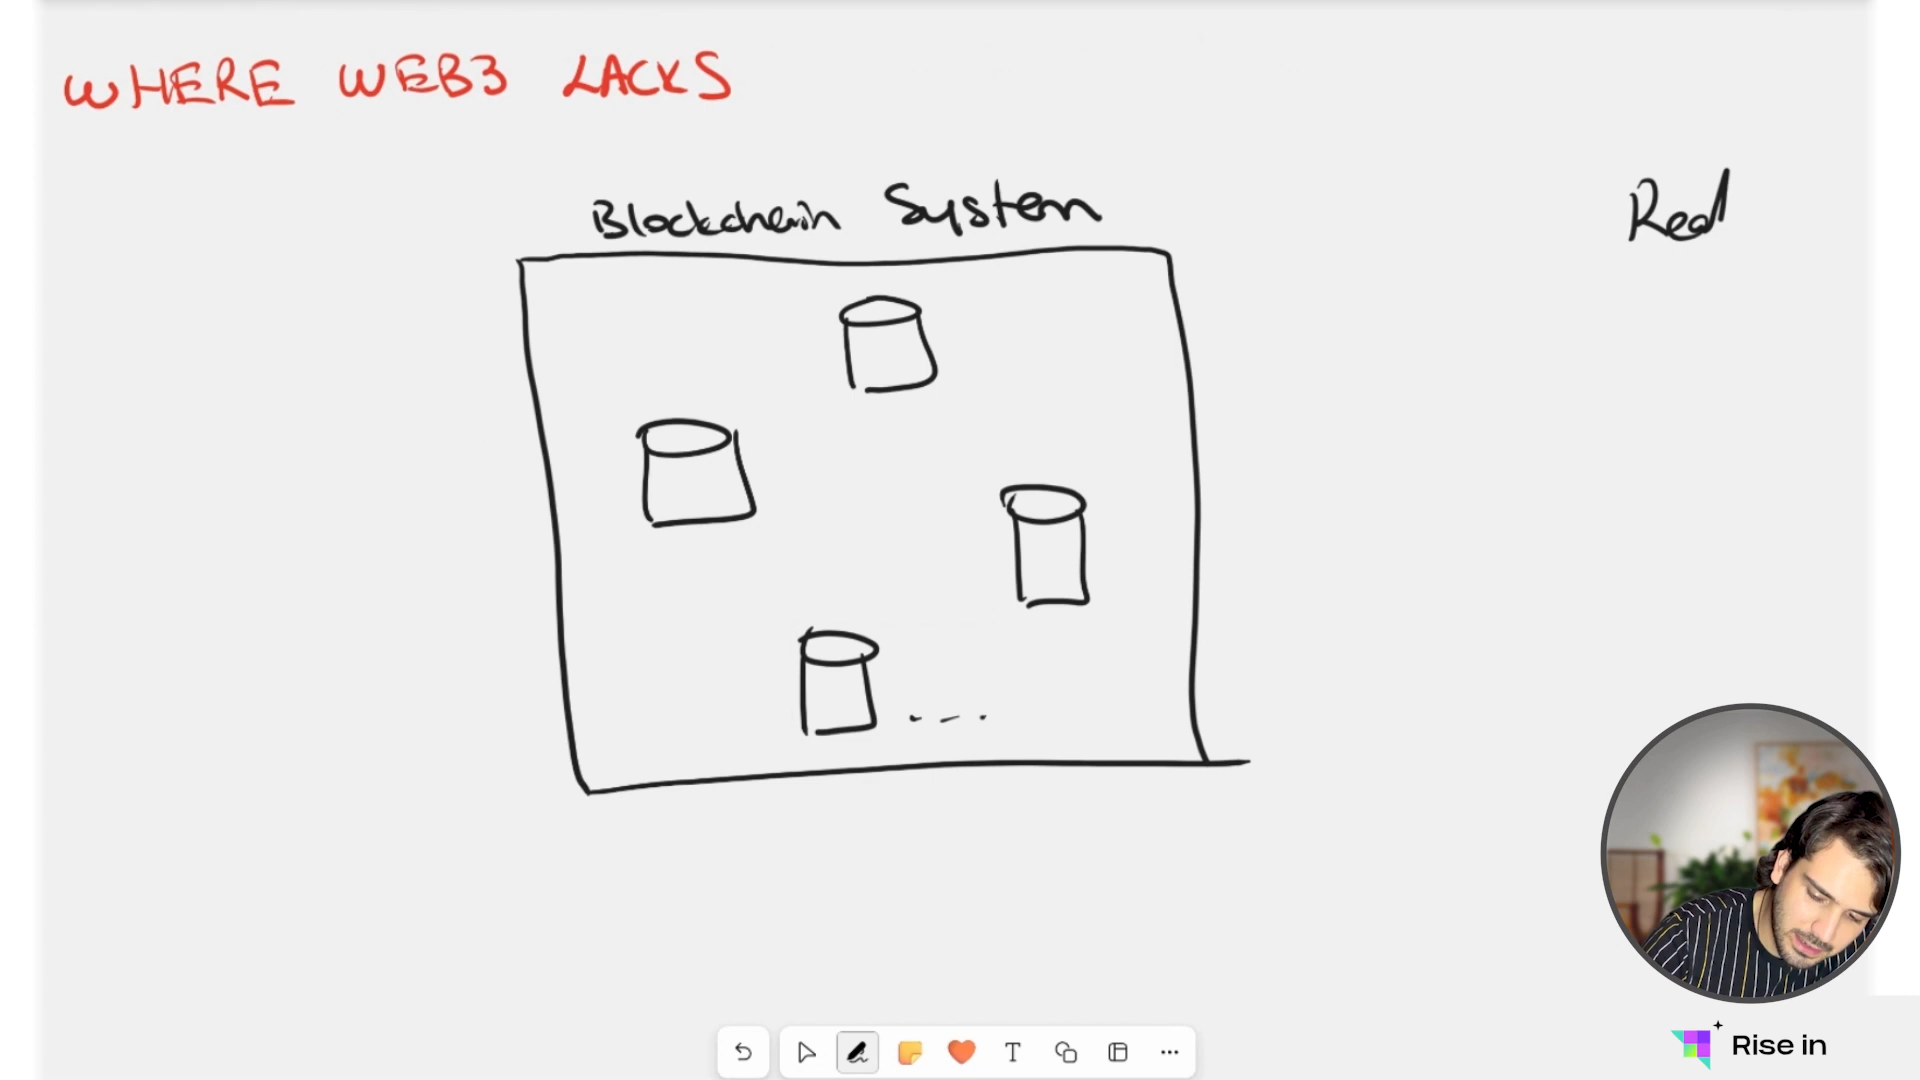 WHERE WEB3 LACKS
Blockchain System
Real
T
Rise in